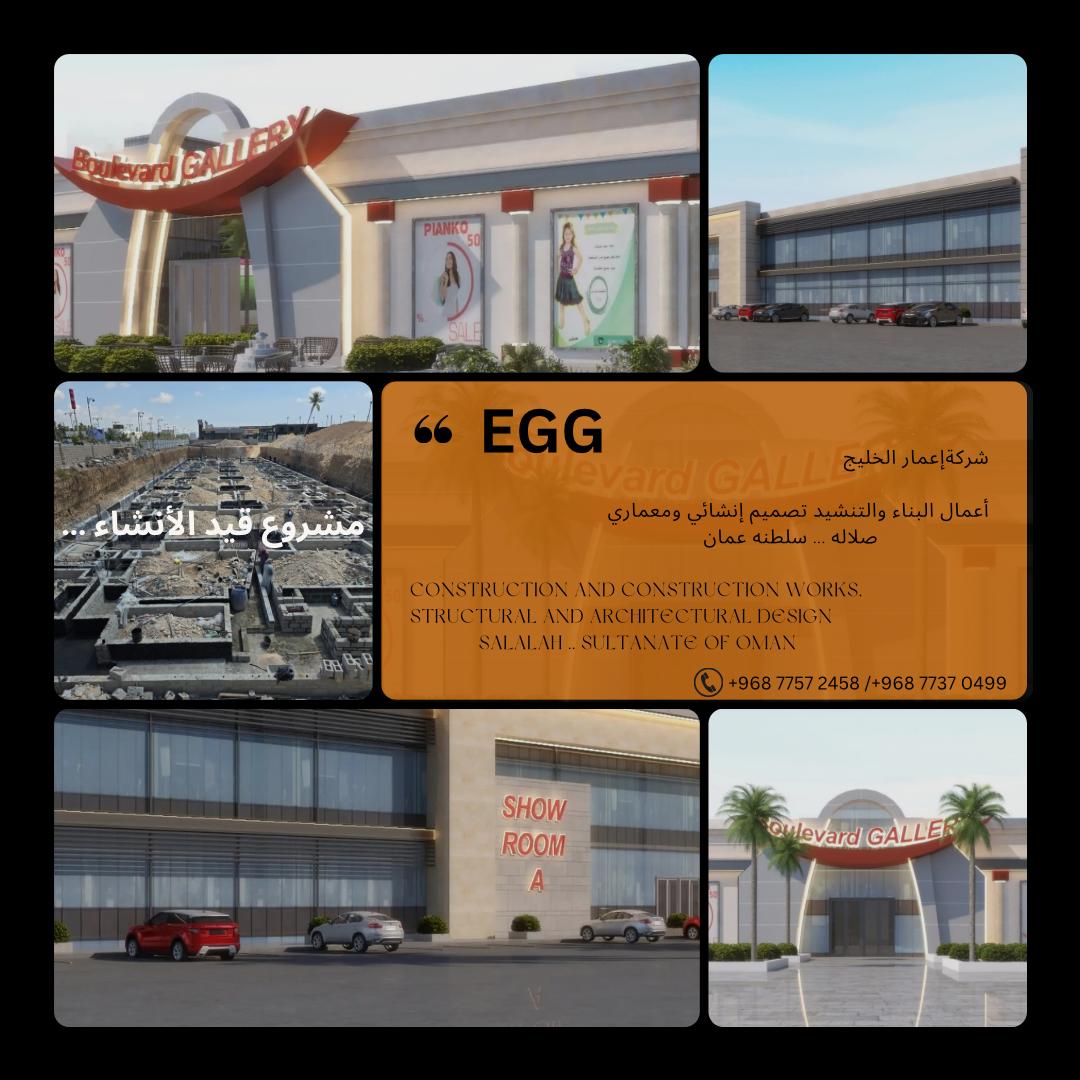 Boulevard GALLERY
PIANKO
50
%
SALE
KO
50
مشروع قيد الأنشاء ...
“ EGG
شركةإعمار الخليج
أعمال البناء والتنشيد تصميم إنشائي ومعماري
صلاله ... سلطنه عمان
CONSTRUCTION AND CONSTRUCTION WORKS.
STRUCTURAL AND ARCHITECTURAL DESIGN
SALALAH .. SULTANATE OF OMAN
+968 7757 2458 /+968 7737 0499
SHOW
ROOM
A
Boulevard GALLERY